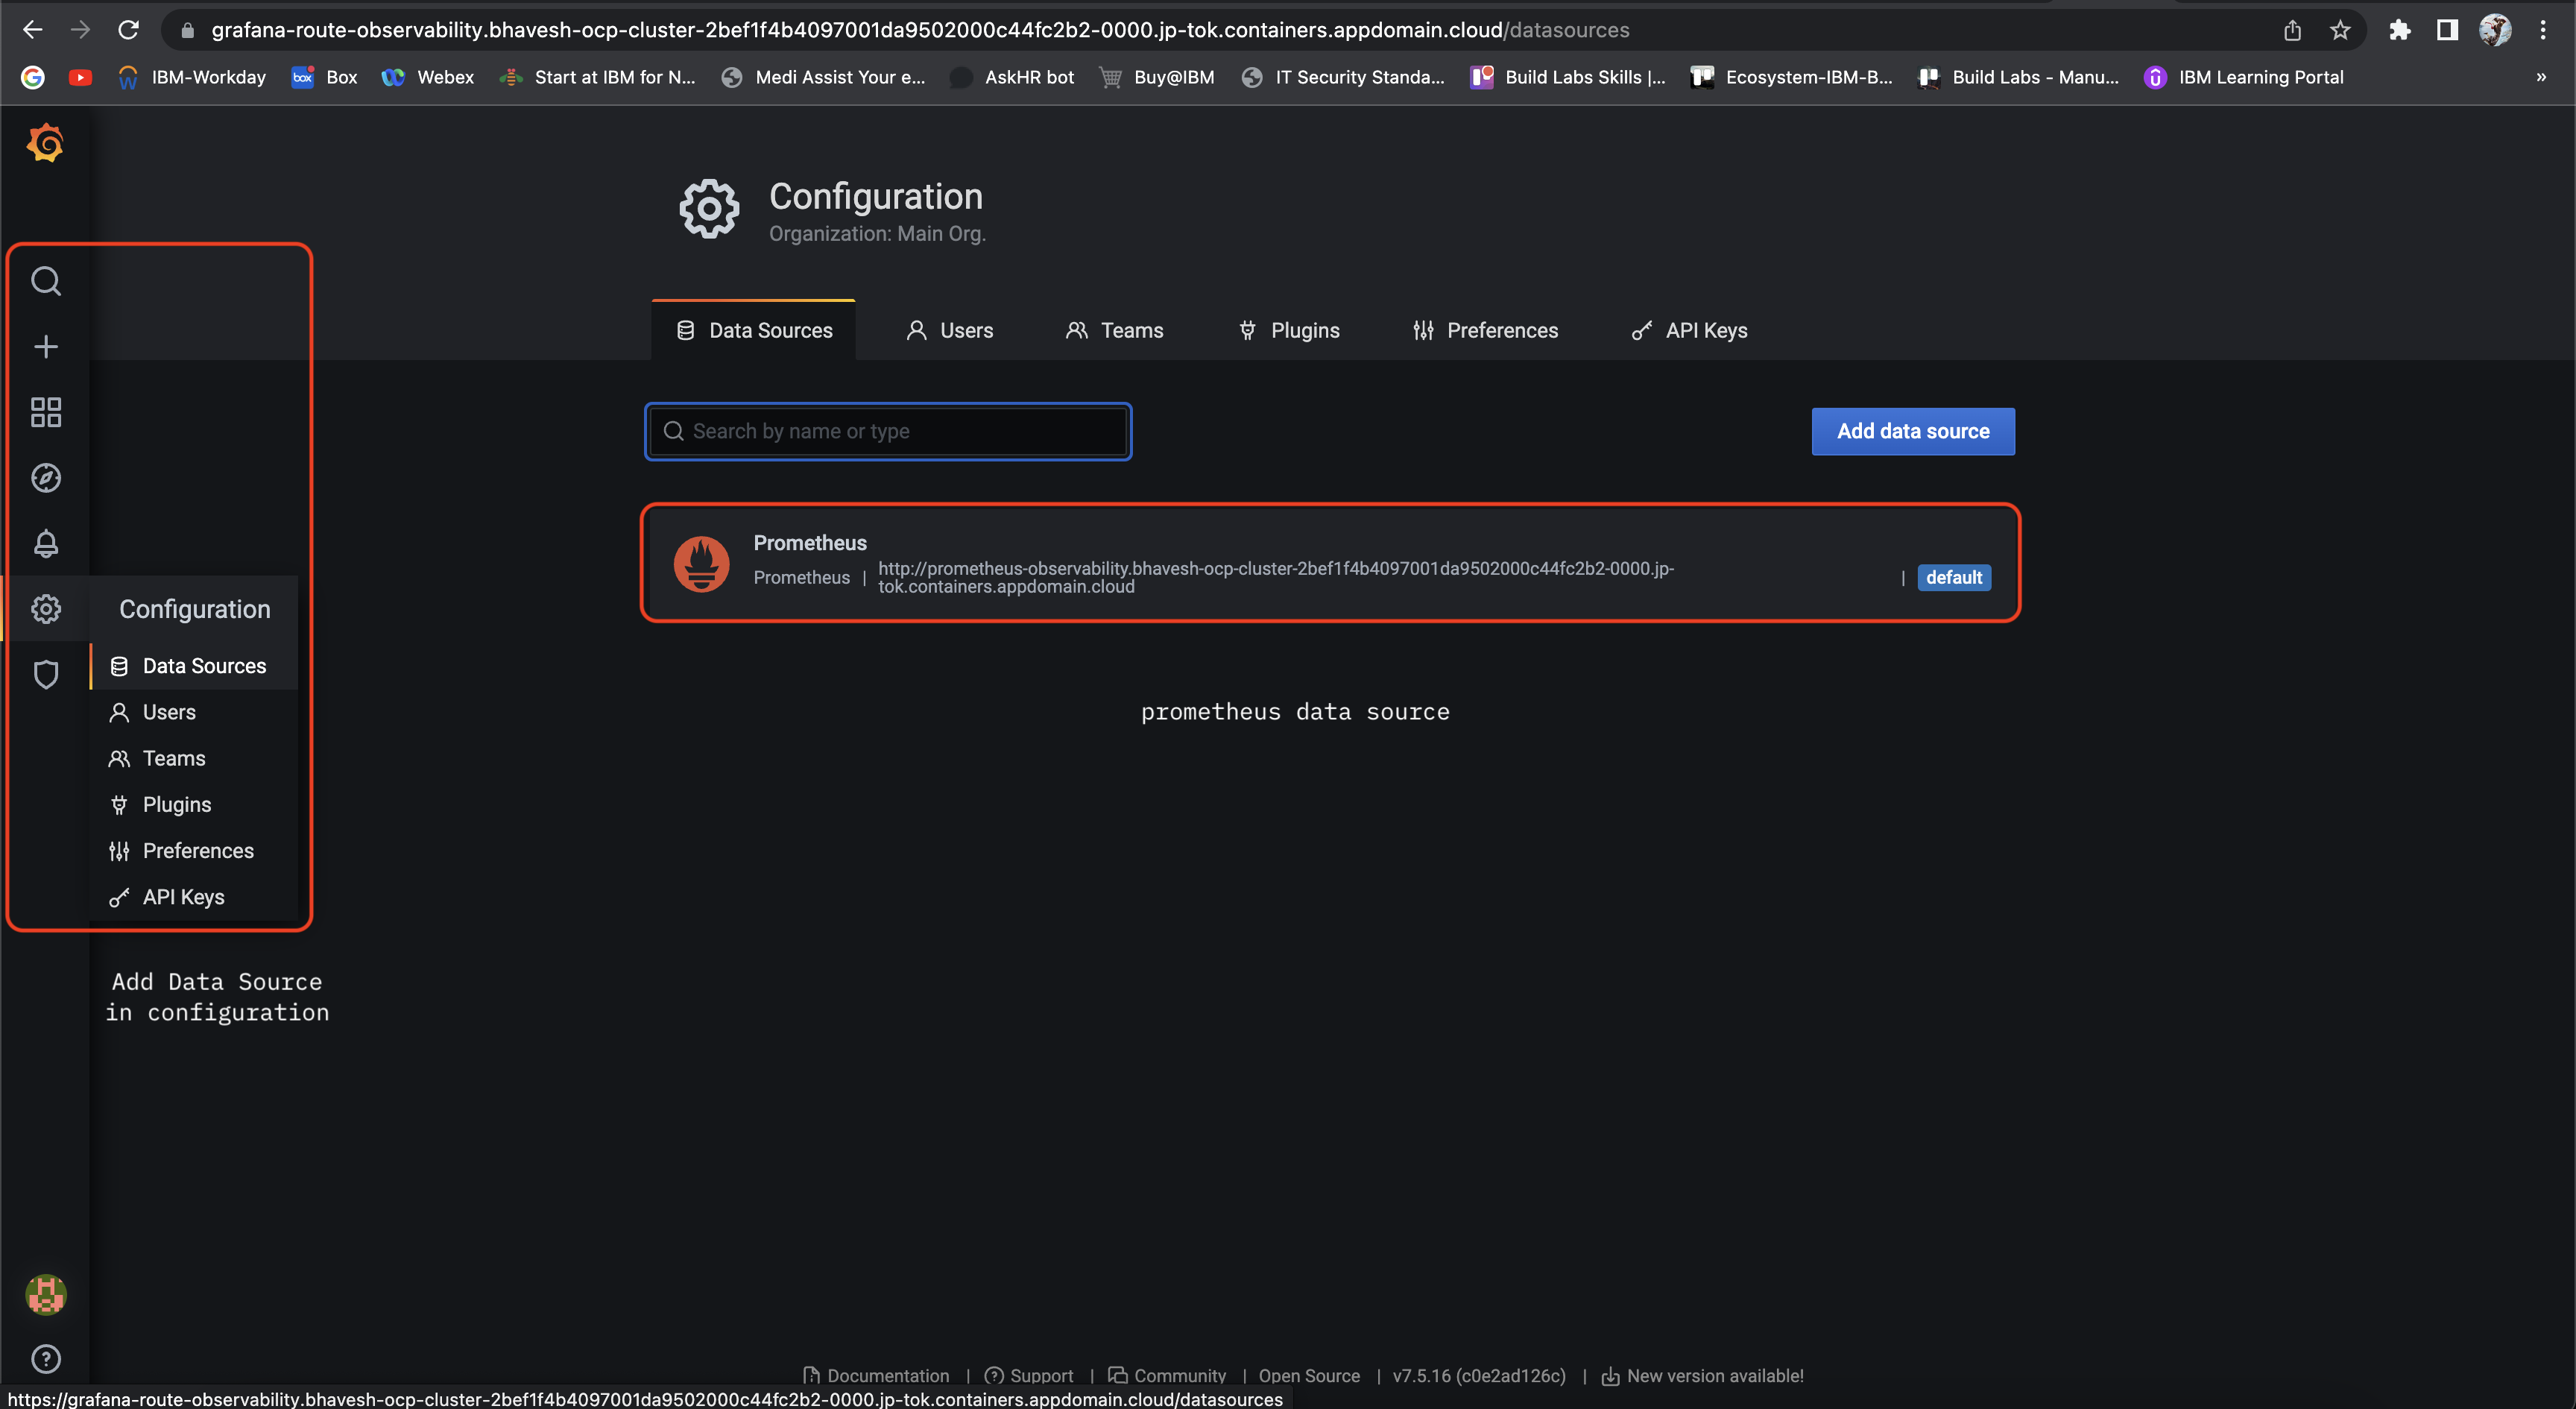 grafana-route-observability.bhavesh-ocp-cluster-2bef1f4b4097001da9502000c44fc2b2-0000.jp-tok.containers.appdomain.cloud/datasources
IBM-Workday box Box Webex Start at IBM for N... Medi Assist Your e... AskHR bot Buy@IBM IT Security Standa... Build Labs Skills |... Ecosystem-IBM-B... Build Labs - Manu... IBM Learning Portal »
Configuration
Organization: Main Org.
Data Sources Users Teams Plugins Preferences API Keys
Search by name or type
Add data source
Prometheus
Prometheus | http://prometheus-observability.bhavesh-ocp-cluster-2bef1f4b4097001da9502000c44fc2b2-0000.jp-
tok.containers.appdomain.cloud
| default
prometheus data source
Configuration
Data Sources
Users
Teams
Plugins
Preferences
API Keys
Add Data Source
in configuration
Documentation | Support | Community | Open Source | v7.5.16 (c0e2ad126c) | New version available!
https://grafana-route-observability.bhavesh-ocp-cluster-2bef1f4b4097001da9502000c44fc2b2-0000.jp-tok.containers.appdomain.cloud/datasources